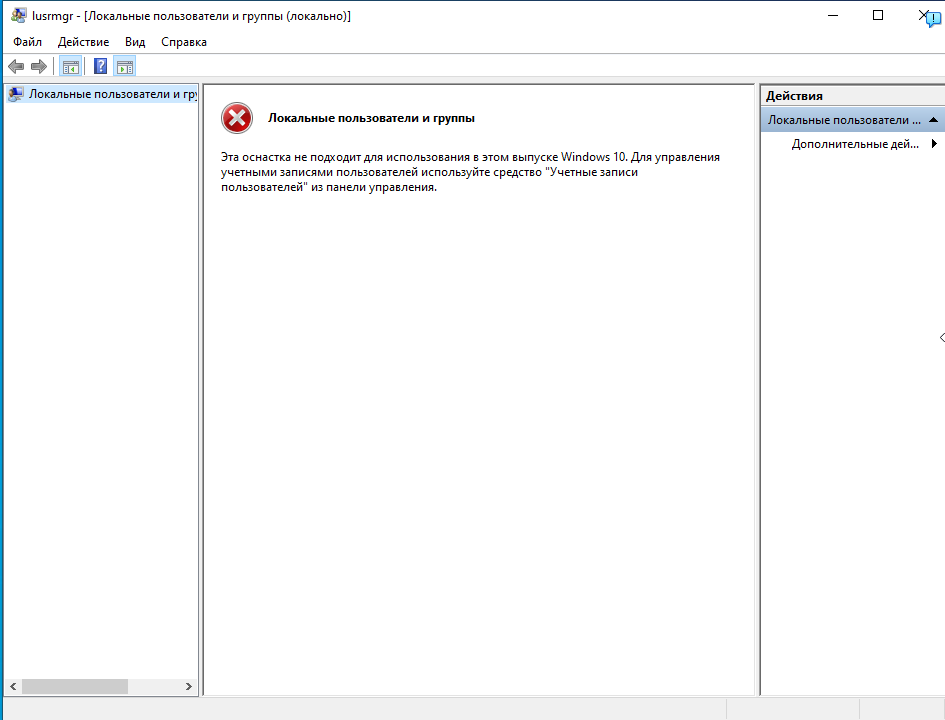 lusrmgr - [Локальные пользователи и группы (локально)]
Файл Действие Вид Справка
Локальные пользователи и гру
Локальные пользователи и группы
Эта оснастка не подходит для использования в этом выпуске Windows 10. Для управления
учетными записями пользователей используйте средство "Учетные записи
пользователей" из панели управления.
Действия
Локальные пользователи ...
Дополнительные дей...